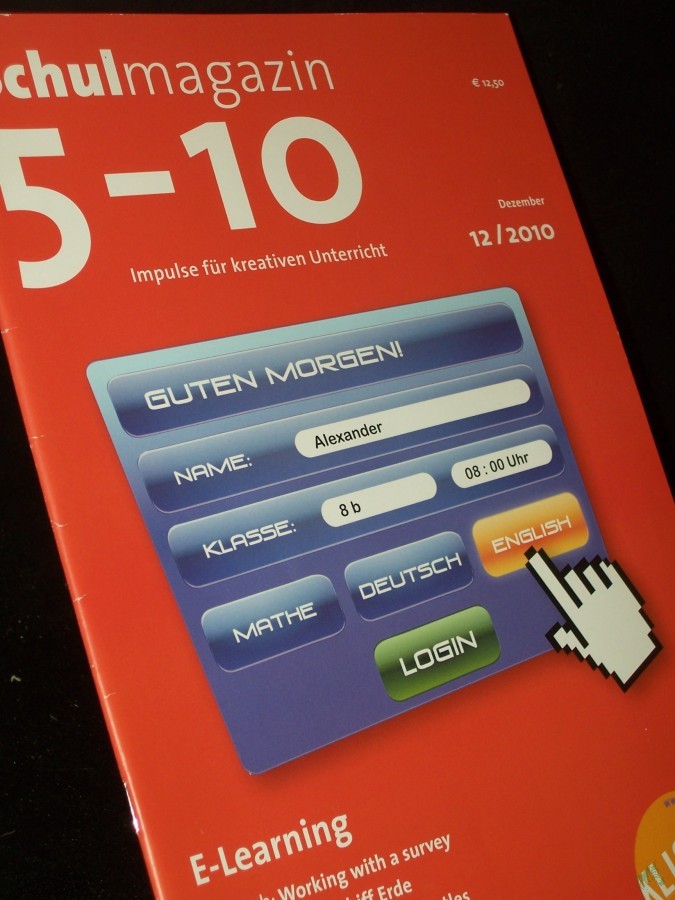 schulmagazin
€ 12,50
5-10
Dezember
12/2010
Impulse für kreativen Unterricht
GUTEN MORGEN!
NAME: Alexander
KLASSE: 8 b 08:00 Uhr
MATHE DEUTSCH ENGLISH
LOGIN
E-Learning
Working with a survey
Erde